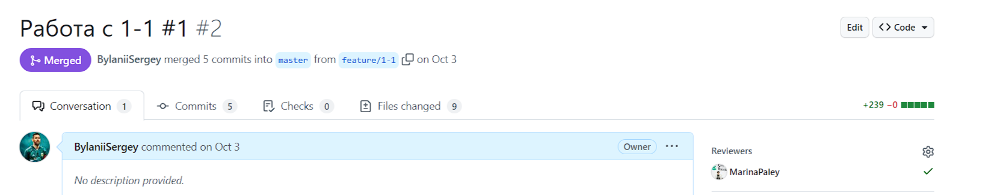 Работа с 1-1 #1 #2
Edit
Code
Merged
BylaniiSergey merged 5 commits into master from feature/1-1 on Oct 3
Conversation 1
Commits 5
Checks 0
Files changed 9
+239 −0
BylaniiSergey commented on Oct 3
Owner
No description provided.
Reviewers
MarinaPaley